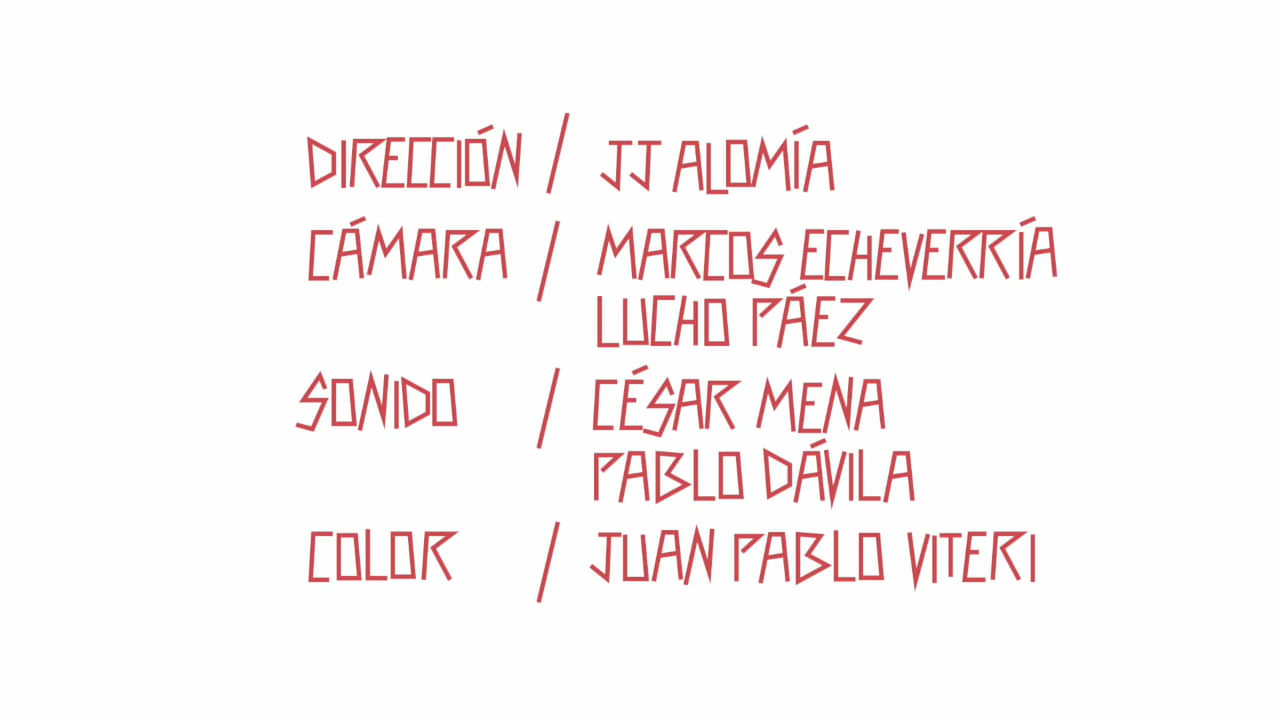 DIRECCIÓN / JJ ALOMÍA
CÁMARA / MARCOS ECHEVERRÍA
LUCHO PÁEZ
SONIDO / CÉSAR MENA
PABLO DÁVILA
COLOR / JUAN PABLO VITERI